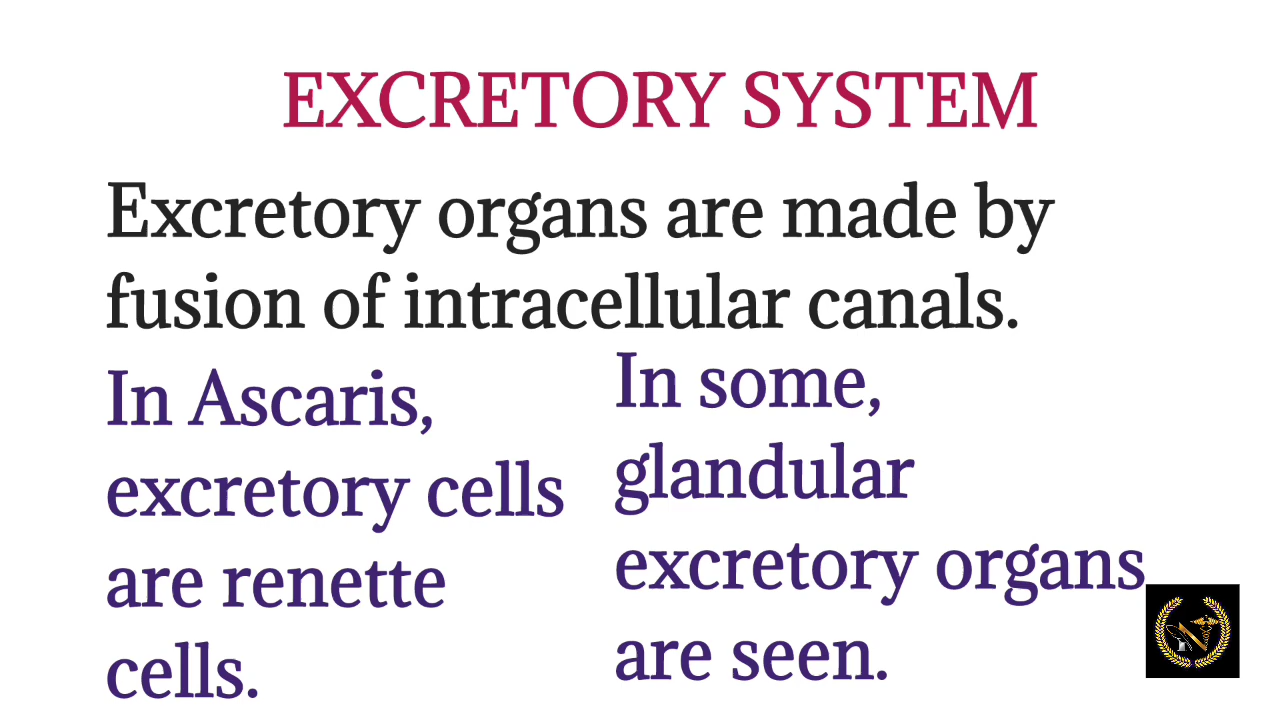 EXCRETORY SYSTEM
Excretory organs are made by
fusion of intracellular canals.
In Ascaris,
excretory cells
are renette
cells.
In some,
glandular
excretory organs
are seen.